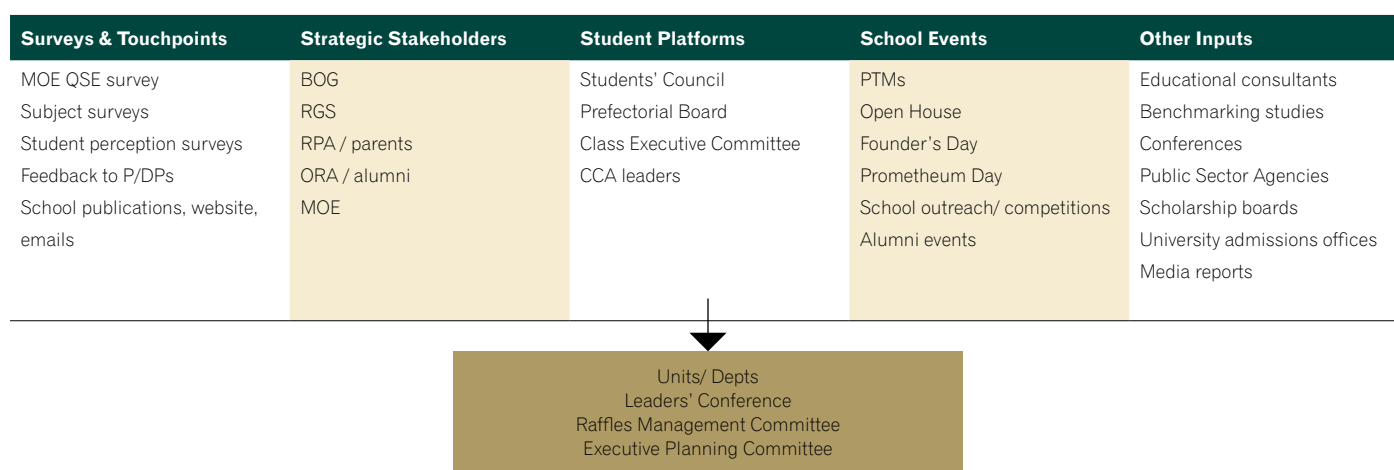 Surveys & Touchpoints
MOE QSE survey
Subject surveys
Student perception surveys
Feedback to P/DPs
School publications, website,
emails
Strategic Stakeholders
BOG
RGS
RPA / parents
ORA / alumni
MOE
Student Platforms
Students’ Council
Prefectorial Board
Class Executive Committee
CCA leaders
School Events
PTMs
Open House
Founder’s Day
Prometheum Day
School outreach/ competitions
Alumni events
Other Inputs
Educational consultants
Benchmarking studies
Conferences
Public Sector Agencies
Scholarship boards
University admissions offices
Media reports
Units/ Depts
Leaders’ Conference
Raffles Management Committee
Executive Planning Committee